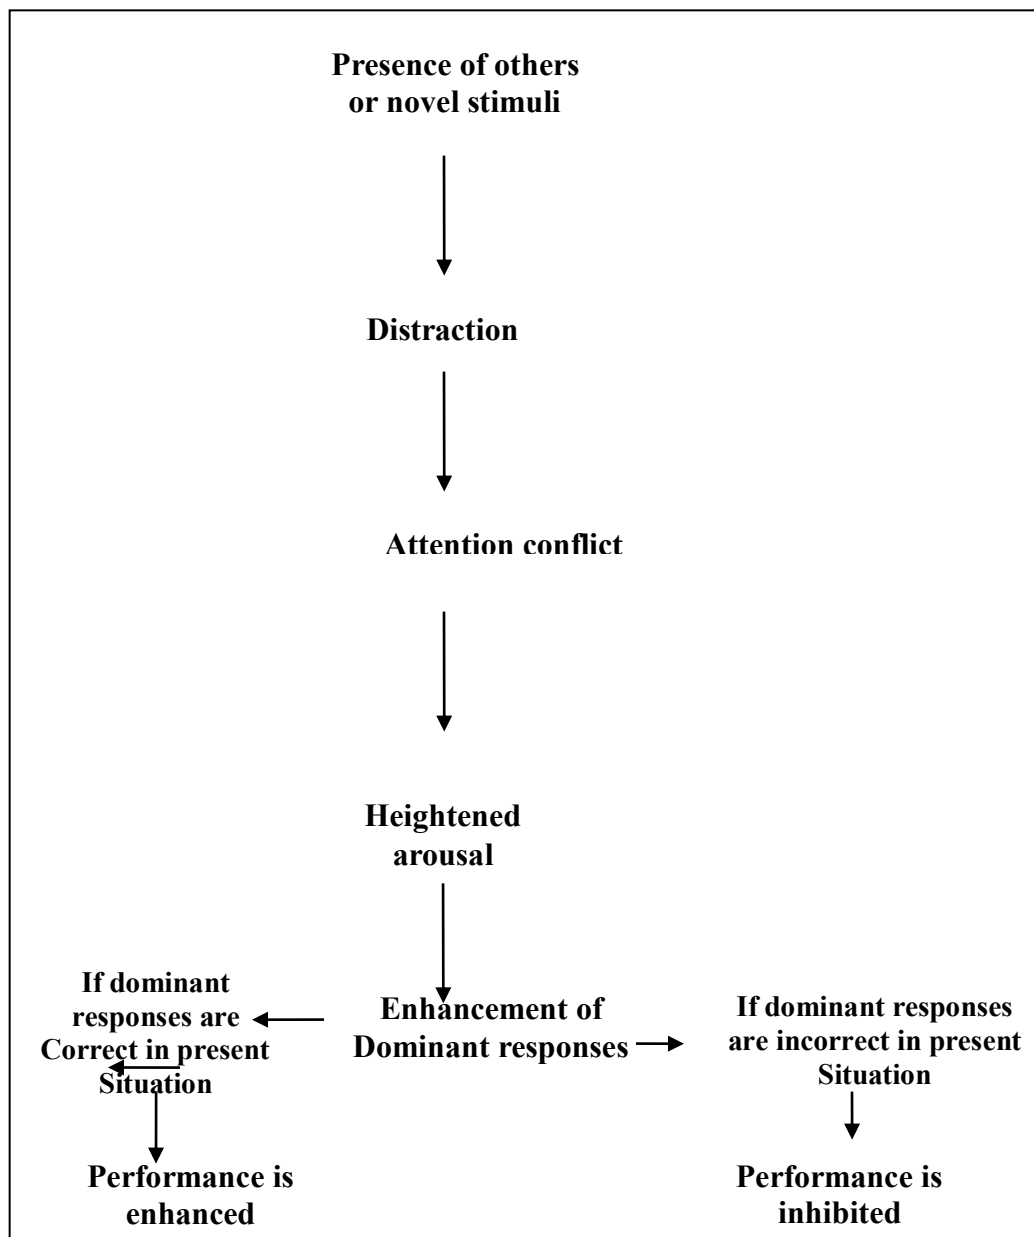 Presence of others
or novel stimuli
Distraction
Attention conflict
Heightened
arousal
If dominant
responses are
Correct in present
Situation
Enhancement of
Dominant responses
If dominant responses
are incorrect in present
Situation
Performance is
enhanced
Performance is
inhibited